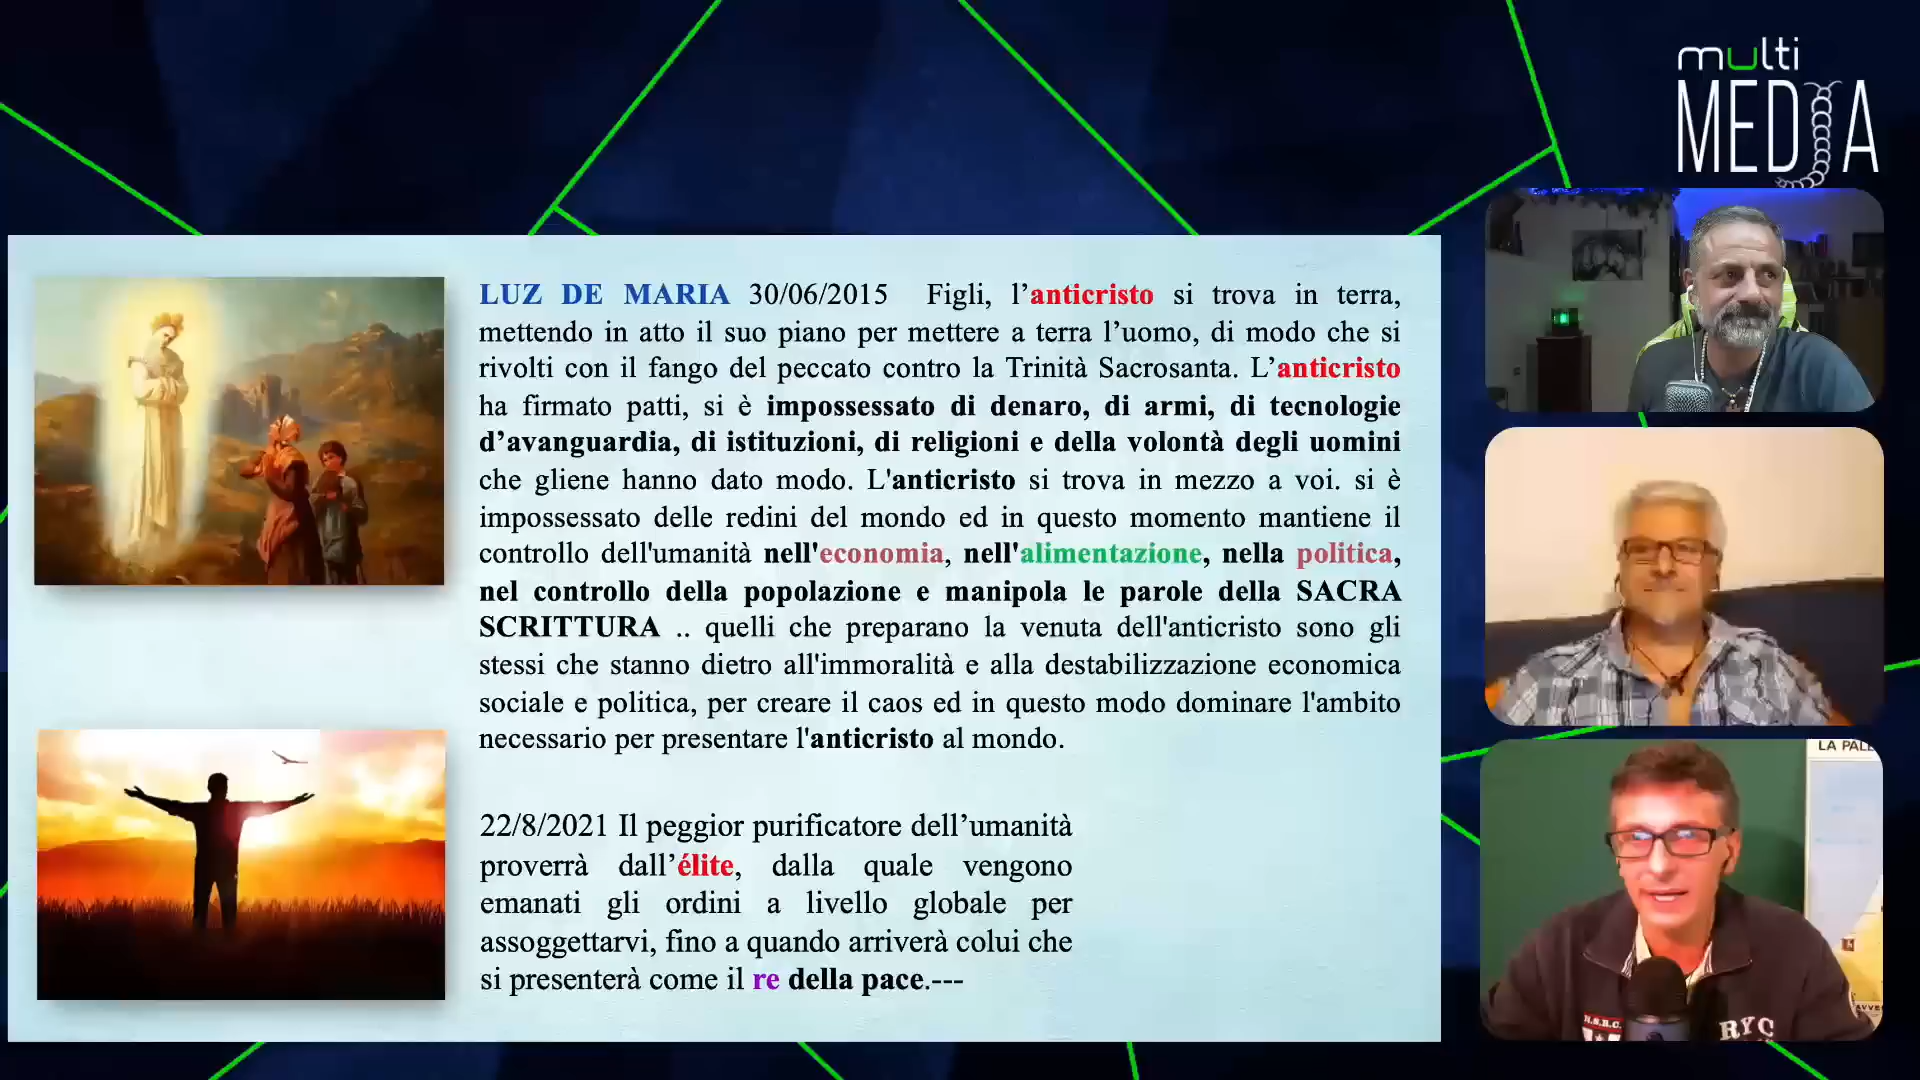 multi
MEDIA
LUZ DE MARIA 30/06/2015 Figli, l’anticristo si trova in terra,
mettendo in atto il suo piano per mettere a terra l’uomo, di modo che si
rivolti con il fango del peccato contro la Trinità Sacrosanta. L’anticristo
ha firmato patti, si è impossessato di denaro, di armi, di tecnologie
d’avanguardia, di istituzioni, di religioni e della volontà degli uomini
che gliene hanno dato modo. L'anticristo si trova in mezzo a voi. si è
impossessato delle redini del mondo ed in questo momento mantiene il
controllo dell'umanità nell'economia, nell'alimentazione, nella politica,
nel controllo della popolazione e manipola le parole della SACRA
SCRITTURA .. quelli che preparano la venuta dell'anticristo sono gli
stessi che stanno dietro all'immoralità e alla destabilizzazione economica
sociale e politica, per creare il caos ed in questo modo dominare l'ambito
necessario per presentare l'anticristo al mondo.
22/8/2021 Il peggior purificatore dell’umanità
proverrà dall’élite, dalla quale vengono
emanati gli ordini a livello globale per
assoggettarvi, fino a quando arriverà colui che
si presenterà come il re della pace.---
LA PALE
RYC